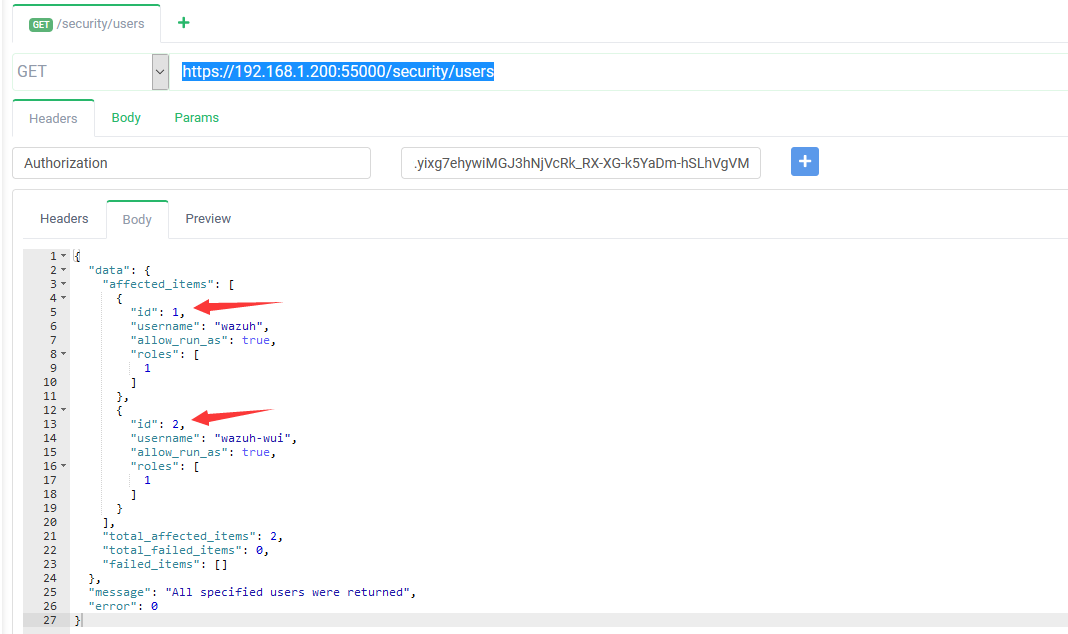 GET /security/users +
GET https://192.168.1.200:55000/security/users
Headers Body Params
Authorization .yixg7ehywiMGJ3hNjVcRk_RX-XG-k5YaDm-hSLhVgVM +
Headers Body Preview
1 {
2 "data": {
3 "affected_items": [
4 {
5 "id": 1,
6 "username": "wazuh",
7 "allow_run_as": true,
8 "roles": [
9 1
10 ]
11 },
12 {
13 "id": 2,
14 "username": "wazuh-wui",
15 "allow_run_as": true,
16 "roles": [
17 1
18 ]
19 }
20 ],
21 "total_affected_items": 2,
22 "total_failed_items": 0,
23 "failed_items": []
24 },
25 "message": "All specified users were returned",
26 "error": 0
27 }